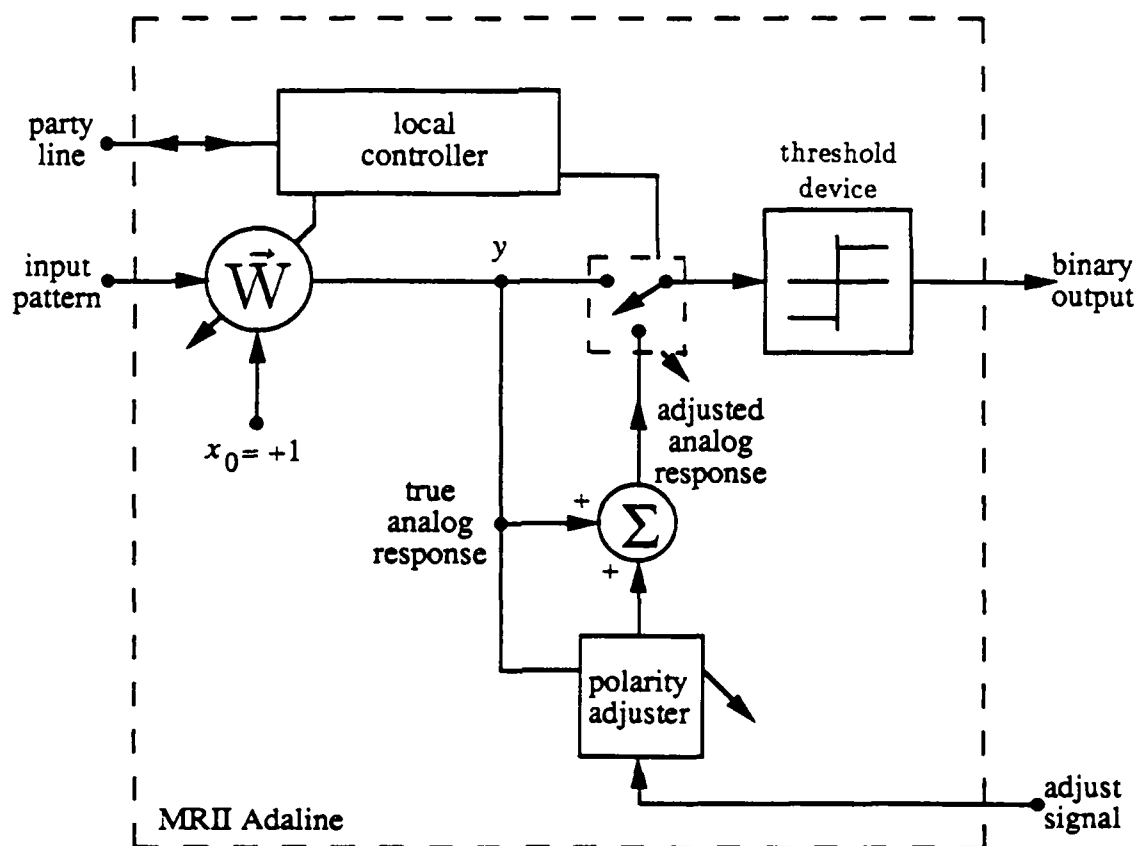 party
line
local
controller
threshold
device
input
pattern
W
y
binary
output
x0 = +1
adjusted
analog
response
true
analog
response
+
Σ
+
polarity
adjuster
adjust
signal
MRII Adaline